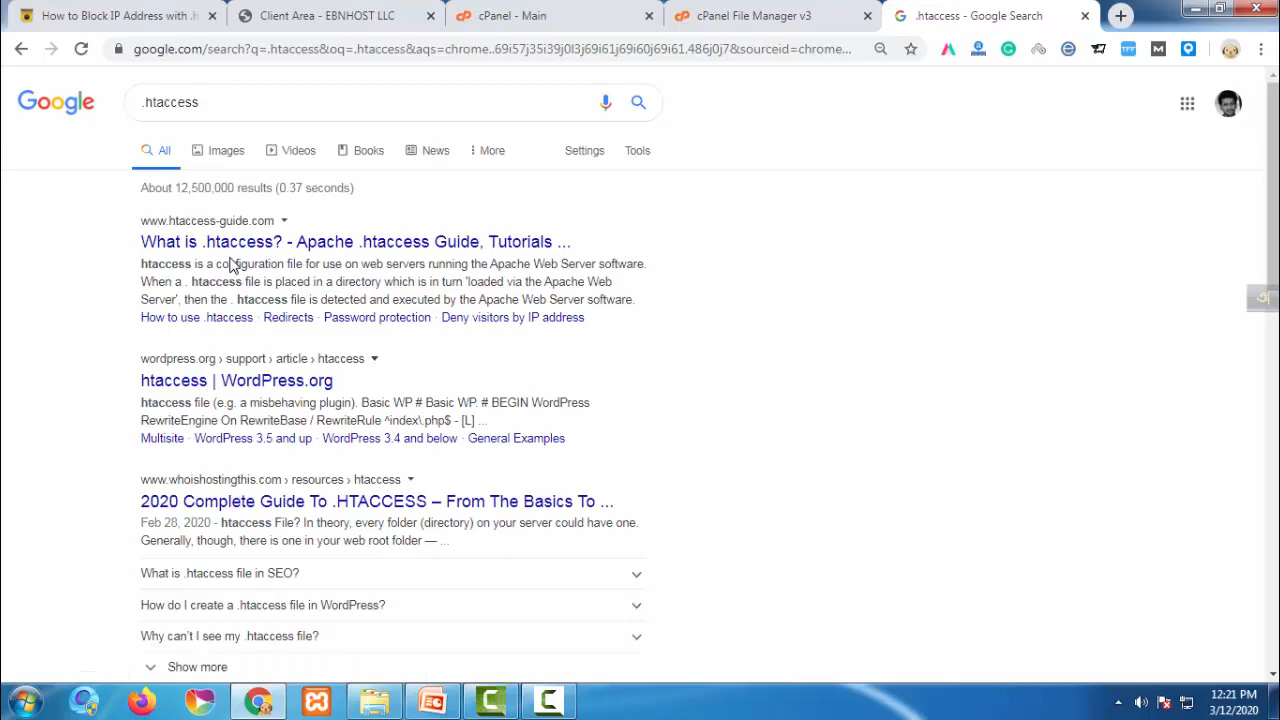 How to Block IP Address with .h
Client Area - EBNHOST LLC
cPanel - Main
cPanel File Manager v3
.htaccess - Google Search
google.com/search?q=.htaccess&oq=.htaccess&aqs=chrome..69i57j35i39j0l3j69i61j69i60j69i61.486j0j7&sourceid=chrome...
Google
.htaccess
All
Images
Videos
Books
News
More
Settings
Tools
About 12,500,000 results (0.37 seconds)
www.htaccess-guide.com
What is .htaccess? - Apache .htaccess Guide, Tutorials ...
htaccess is a configuration file for use on web servers running the Apache Web Server software.
When a . htaccess file is placed in a directory which is in turn 'loaded via the Apache Web
Server', then the . htaccess file is detected and executed by the Apache Web Server software.
How to use .htaccess · Redirects · Password protection · Deny visitors by IP address
wordpress.org › support › article › htaccess
htaccess | WordPress.org
htaccess file (e.g. a misbehaving plugin). Basic WP # Basic WP. # BEGIN WordPress
RewriteEngine On RewriteBase / RewriteRule ^index\.php$ - [L] ...
Multisite · WordPress 3.5 and up · WordPress 3.4 and below · General Examples
www.whoishostingthis.com › resources › htaccess
2020 Complete Guide To .HTACCESS – From The Basics To ...
Feb 28, 2020 - htaccess File? In theory, every folder (directory) on your server could have one.
Generally, though, there is one in your web root folder — ...
What is .htaccess file in SEO?
How do I create a .htaccess file in WordPress?
Why can't I see my .htaccess file?
Show more
12:21 PM
3/12/2020